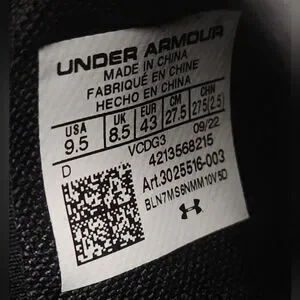 UNDER ARMOUR
MADE IN CHINA
FABRIQUÉ EN CHINE
HECHO EN CHINA
USA UK EUR CM CHN
9.5 8.5 43 27.5 275(2.5)
D VCDG3 09/22
4213568215
Art.3025516-003
BLN7MS6NMM10V5D